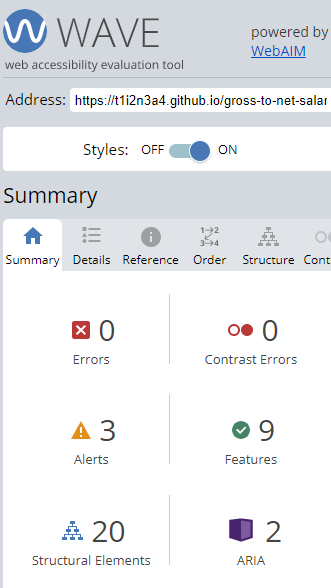 WAVE
web accessibility evaluation tool
powered by
WebAIM
Address: https://t1i2n3a4.github.io/gross-to-net-salar
Styles: OFF ON
Summary
Summary Details Reference Order Structure Cont
0 0
Errors Contrast Errors
3 9
Alerts Features
20 2
Structural Elements ARIA